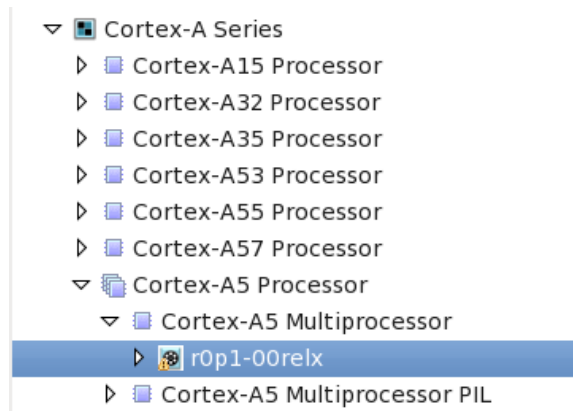 Cortex-A Series
Cortex-A15 Processor
Cortex-A32 Processor
Cortex-A35 Processor
Cortex-A53 Processor
Cortex-A55 Processor
Cortex-A57 Processor
Cortex-A5 Processor
Cortex-A5 Multiprocessor
r0p1-00relx
Cortex-A5 Multiprocessor PIL